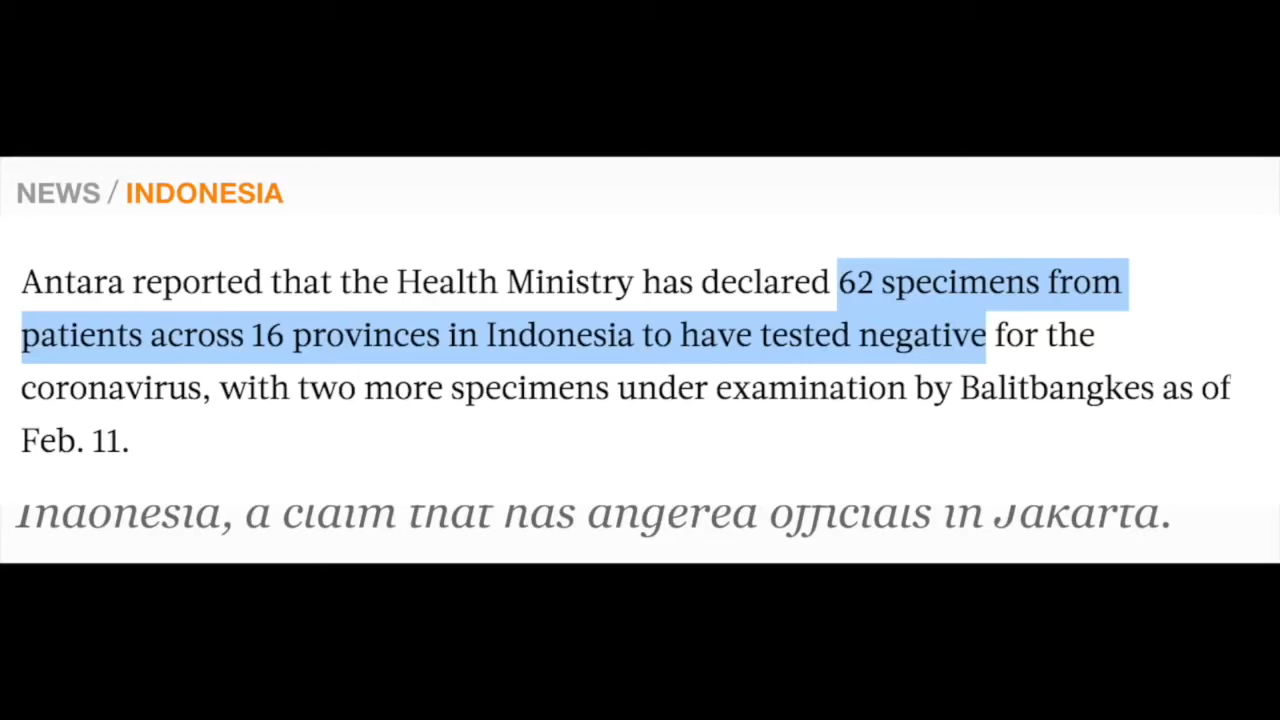 NEWS / INDONESIA
Antara reported that the Health Ministry has declared 62 specimens from
patients across 16 provinces in Indonesia to have tested negative for the
coronavirus, with two more specimens under examination by Balitbangkes as of
Feb. 11.
Indonesia, a claim that has angered officials in Jakarta.